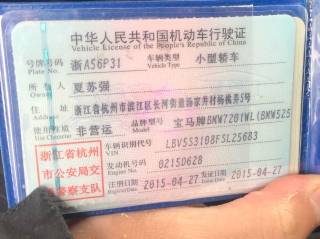 中华人民共和国机动车行驶证
Vehicle License of the People's Republic of China
号牌号码 浙A56P31 车辆类型 小型轿车
Plate No. Vehicle Type
所有人 夏苏强
Owner
住址 浙江省杭州市滨江区长河街道汤家井村杨桃弄5号
Address
使用性质 非营运 品牌型号 宝马牌BMW7201WL(BMW525
Use Character Model
浙江省杭州市公安局交通警察支队
车辆识别代号 LBV5S3108FSL25683
VIN
发动机号码 02150628
Engine No.
注册日期 2015-04-27 发证日期 2015-04-27
Register Date Issue Date